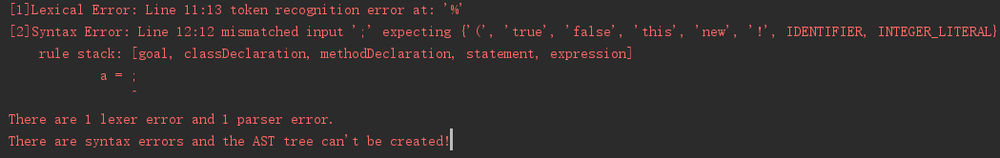 [1]Lexical Error: Line 11:13 token recognition error at: '%'
[2]Syntax Error: Line 12:12 mismatched input ';' expecting {'(', 'true', 'false', 'this', 'new', '!', IDENTIFIER, INTEGER_LITERAL}
rule stack: [goal, classDeclaration, methodDeclaration, statement, expression]
a = ;
^
There are 1 lexer error and 1 parser error.
There are syntax errors and the AST tree can't be created!